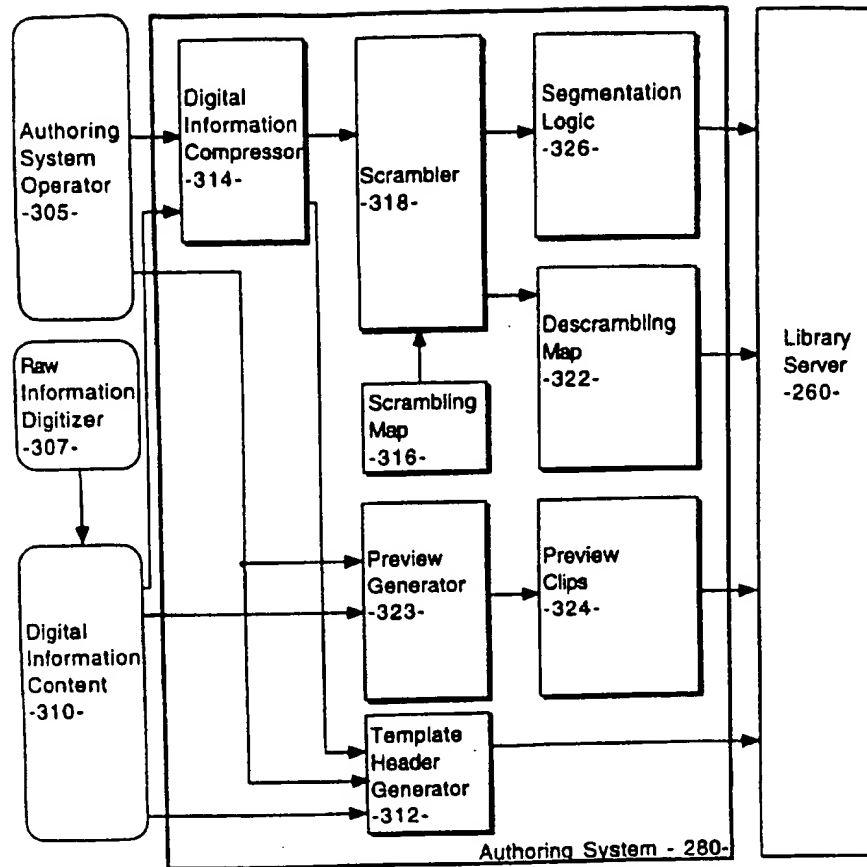 Authoring
System
Operator
-305-
Raw
Information
Digitizer
-307-
Digital
Information
Content
-310-
Digital
Information
Compressor
-314-
Scrambler
-318-
Scrambling
Map
-316-
Segmentation
Logic
-326-
Descrambling
Map
-322-
Preview
Generator
-323-
Preview
Clips
-324-
Template
Header
Generator
-312-
Authoring System - 280-
Library
Server
-260-